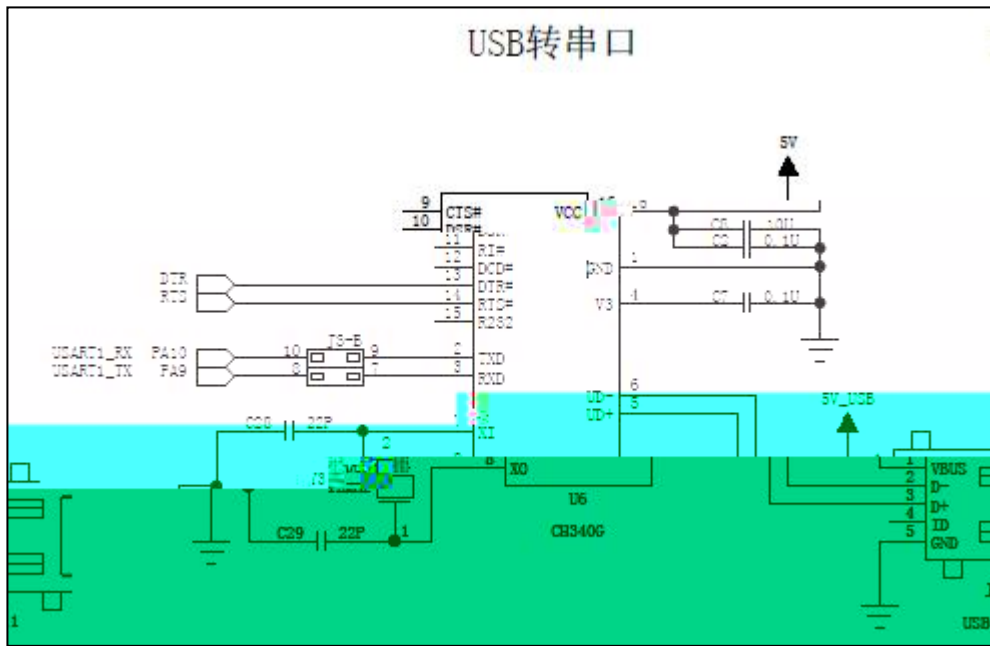 USB转串口
5V
9 CTS#
10
VCC
10U
0.1U
11 RI#
12 DCD#
GND 1
DTR
13 DTR#
RTS
14 RTS#
V3 4 C7 0.1U
15 R232
J3-B
USART1_RX PA10 10 9 2 TXD
USART1_TX PA9 8 7 3 RXD
UD- 6
UD+ 5
5V_USB
C28 22P
XI
2
8 XO
U6
CH340G
C29 22P
1
1 VBUS
2 D-
3 D+
4 ID
5 GND
1
USB